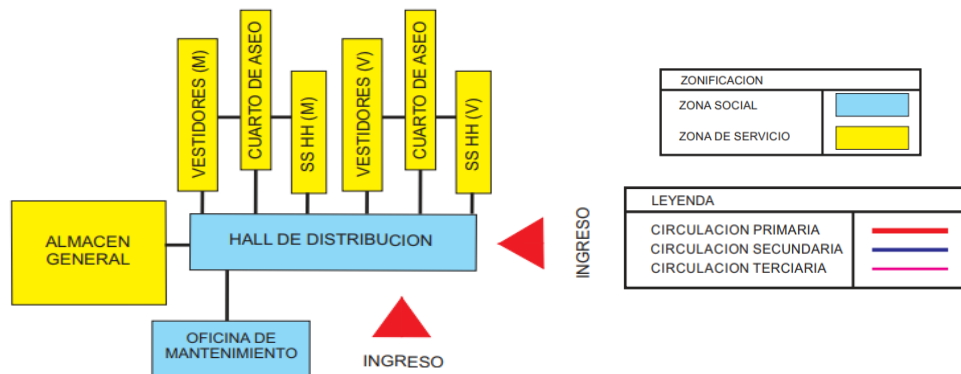 VESTIDORES (M)
CUARTO DE ASEO
SS HH (M)
VESTIDORES (V)
CUARTO DE ASEO
SS HH (V)
ALMACEN
GENERAL
HALL DE DISTRIBUCION
INGRESO
OFICINA DE
MANTENIMIENTO
INGRESO
ZONIFICACION
ZONA SOCIAL
ZONA DE SERVICIO
LEYENDA
CIRCULACION PRIMARIA
CIRCULACION SECUNDARIA
CIRCULACION TERCIARIA